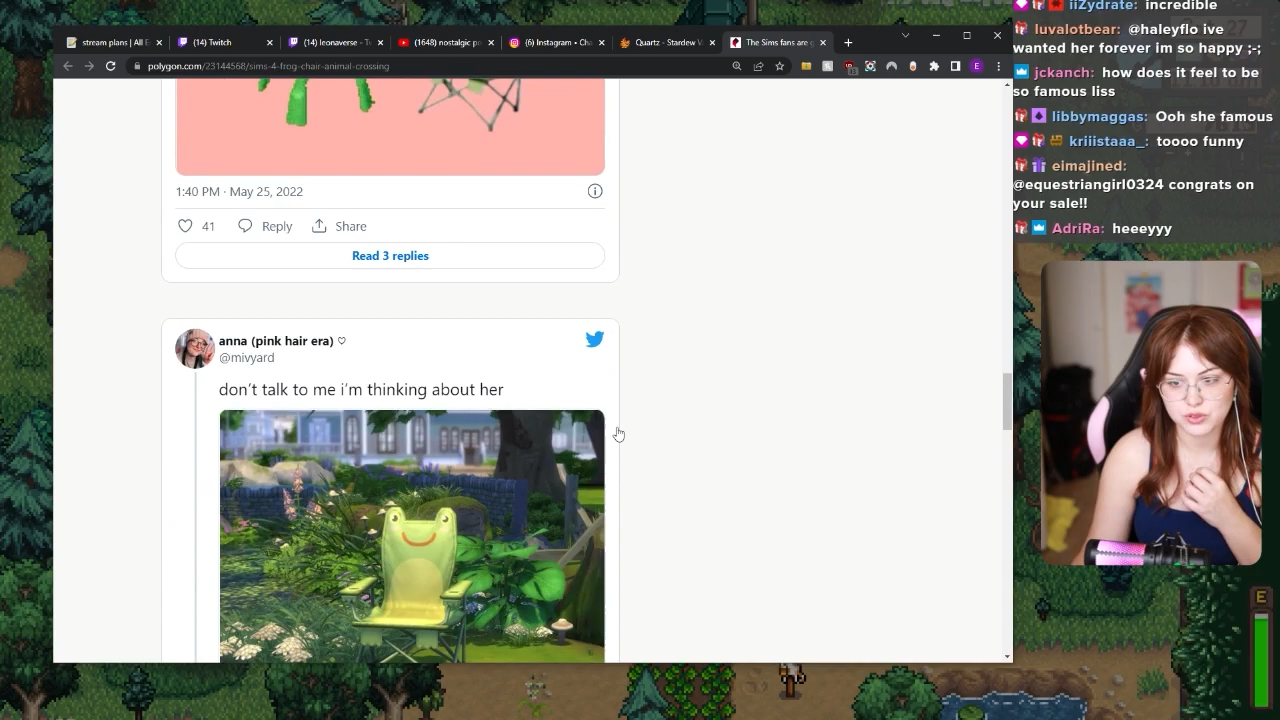 stream plans | All E
(14) Twitch
(14) leonaverse - Tw
(1648) nostalgic po
(6) Instagram • Cha
Quartz - Stardew V
The Sims fans are g
polygon.com/23144568/sims-4-frog-chair-animal-crossing
E
1:40 PM · May 25, 2022
41
Reply
Share
Read 3 replies
anna (pink hair era) ♡
@mivyard
don't talk to me i'm thinking about her
iiZydrate: incredible
luvalotbear: @haleyflo ive
wanted her forever im so happy ;-;
jckanch: how does it feel to be
so famous liss
libbymaggas: Ooh she famous
kriiistaaa_: toooo funny
eimajined:
@equestriangirl0324 congrats on
your sale!!
AdriRa: heeeyyy
E